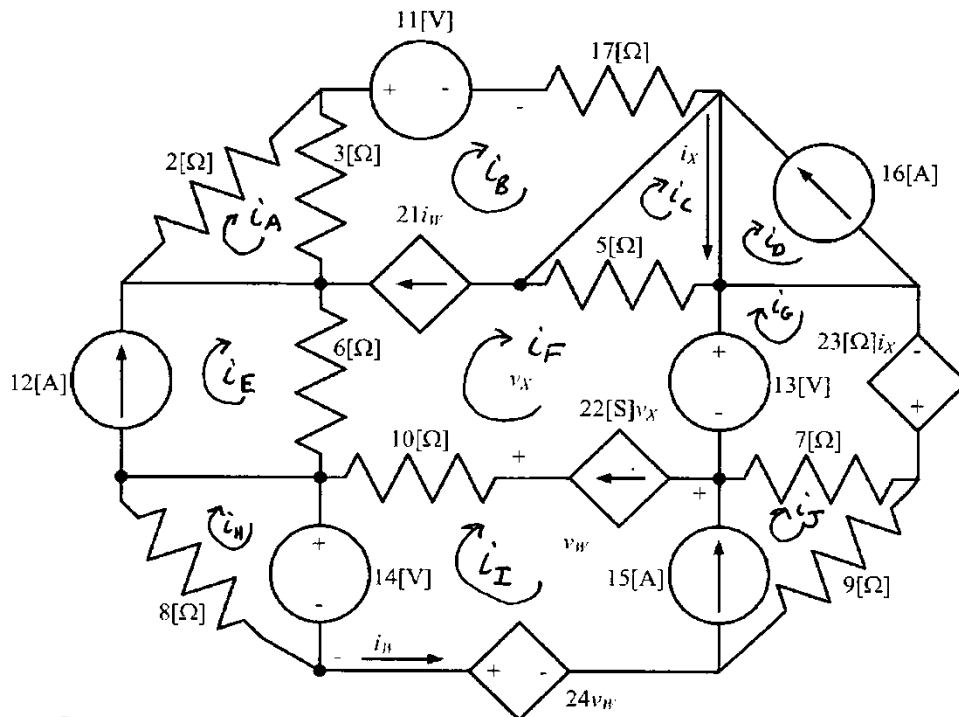 11[V]
17[Ω]
+ -
-
2[Ω]
3[Ω]
i_B
i_X
i_C
16[A]
i_A
21i_W
5[Ω]
i_D
12[A]
i_E
6[Ω]
i_F
v_X
+
-
13[V]
i_G
23[Ω]i_X
-
+
10[Ω]
+
22[S]v_X
+
7[Ω]
i_H
+
-
14[V]
i_I
v_W
15[A]
i_J
9[Ω]
8[Ω]
-
i_W
+ -
24v_W